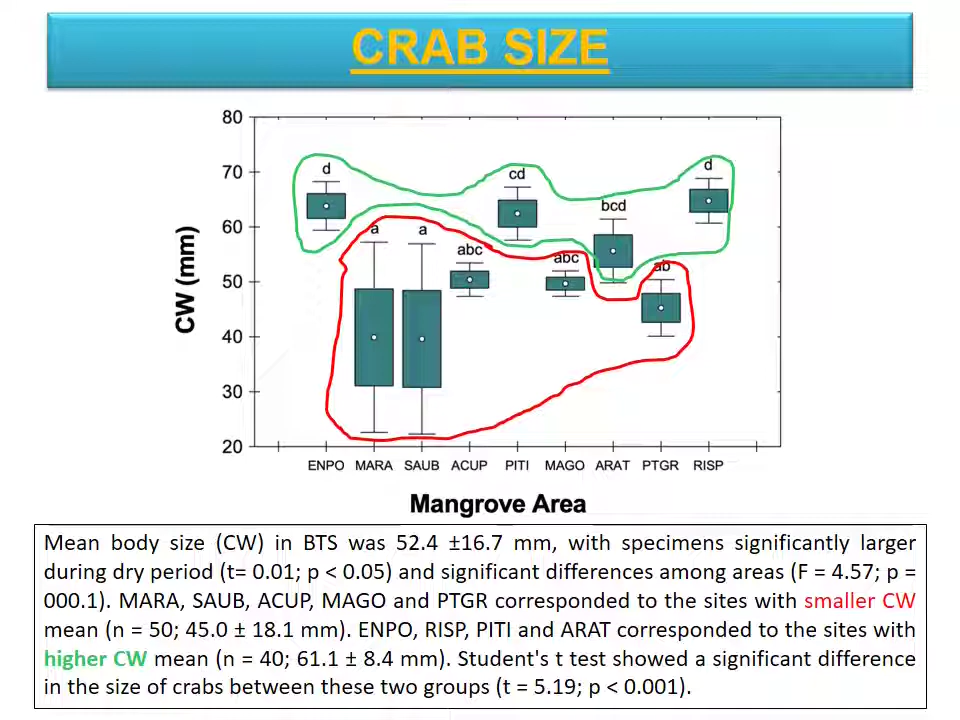 CRAB SIZE
80
70
60
50
40
30
20
CW (mm)
d
a
a
abc
cd
abc
bcd
ab
d
ENPO MARA SAUB ACUP PITI MAGO ARAT PTGR RISP
Mangrove Area
Mean body size (CW) in BTS was 52.4 ±16.7 mm, with specimens significantly larger
during dry period (t= 0.01; p < 0.05) and significant differences among areas (F = 4.57; p =
000.1). MARA, SAUB, ACUP, MAGO and PTGR corresponded to the sites with smaller CW
mean (n = 50; 45.0 ± 18.1 mm). ENPO, RISP, PITI and ARAT corresponded to the sites with
higher CW mean (n = 40; 61.1 ± 8.4 mm). Student's t test showed a significant difference
in the size of crabs between these two groups (t = 5.19; p < 0.001).